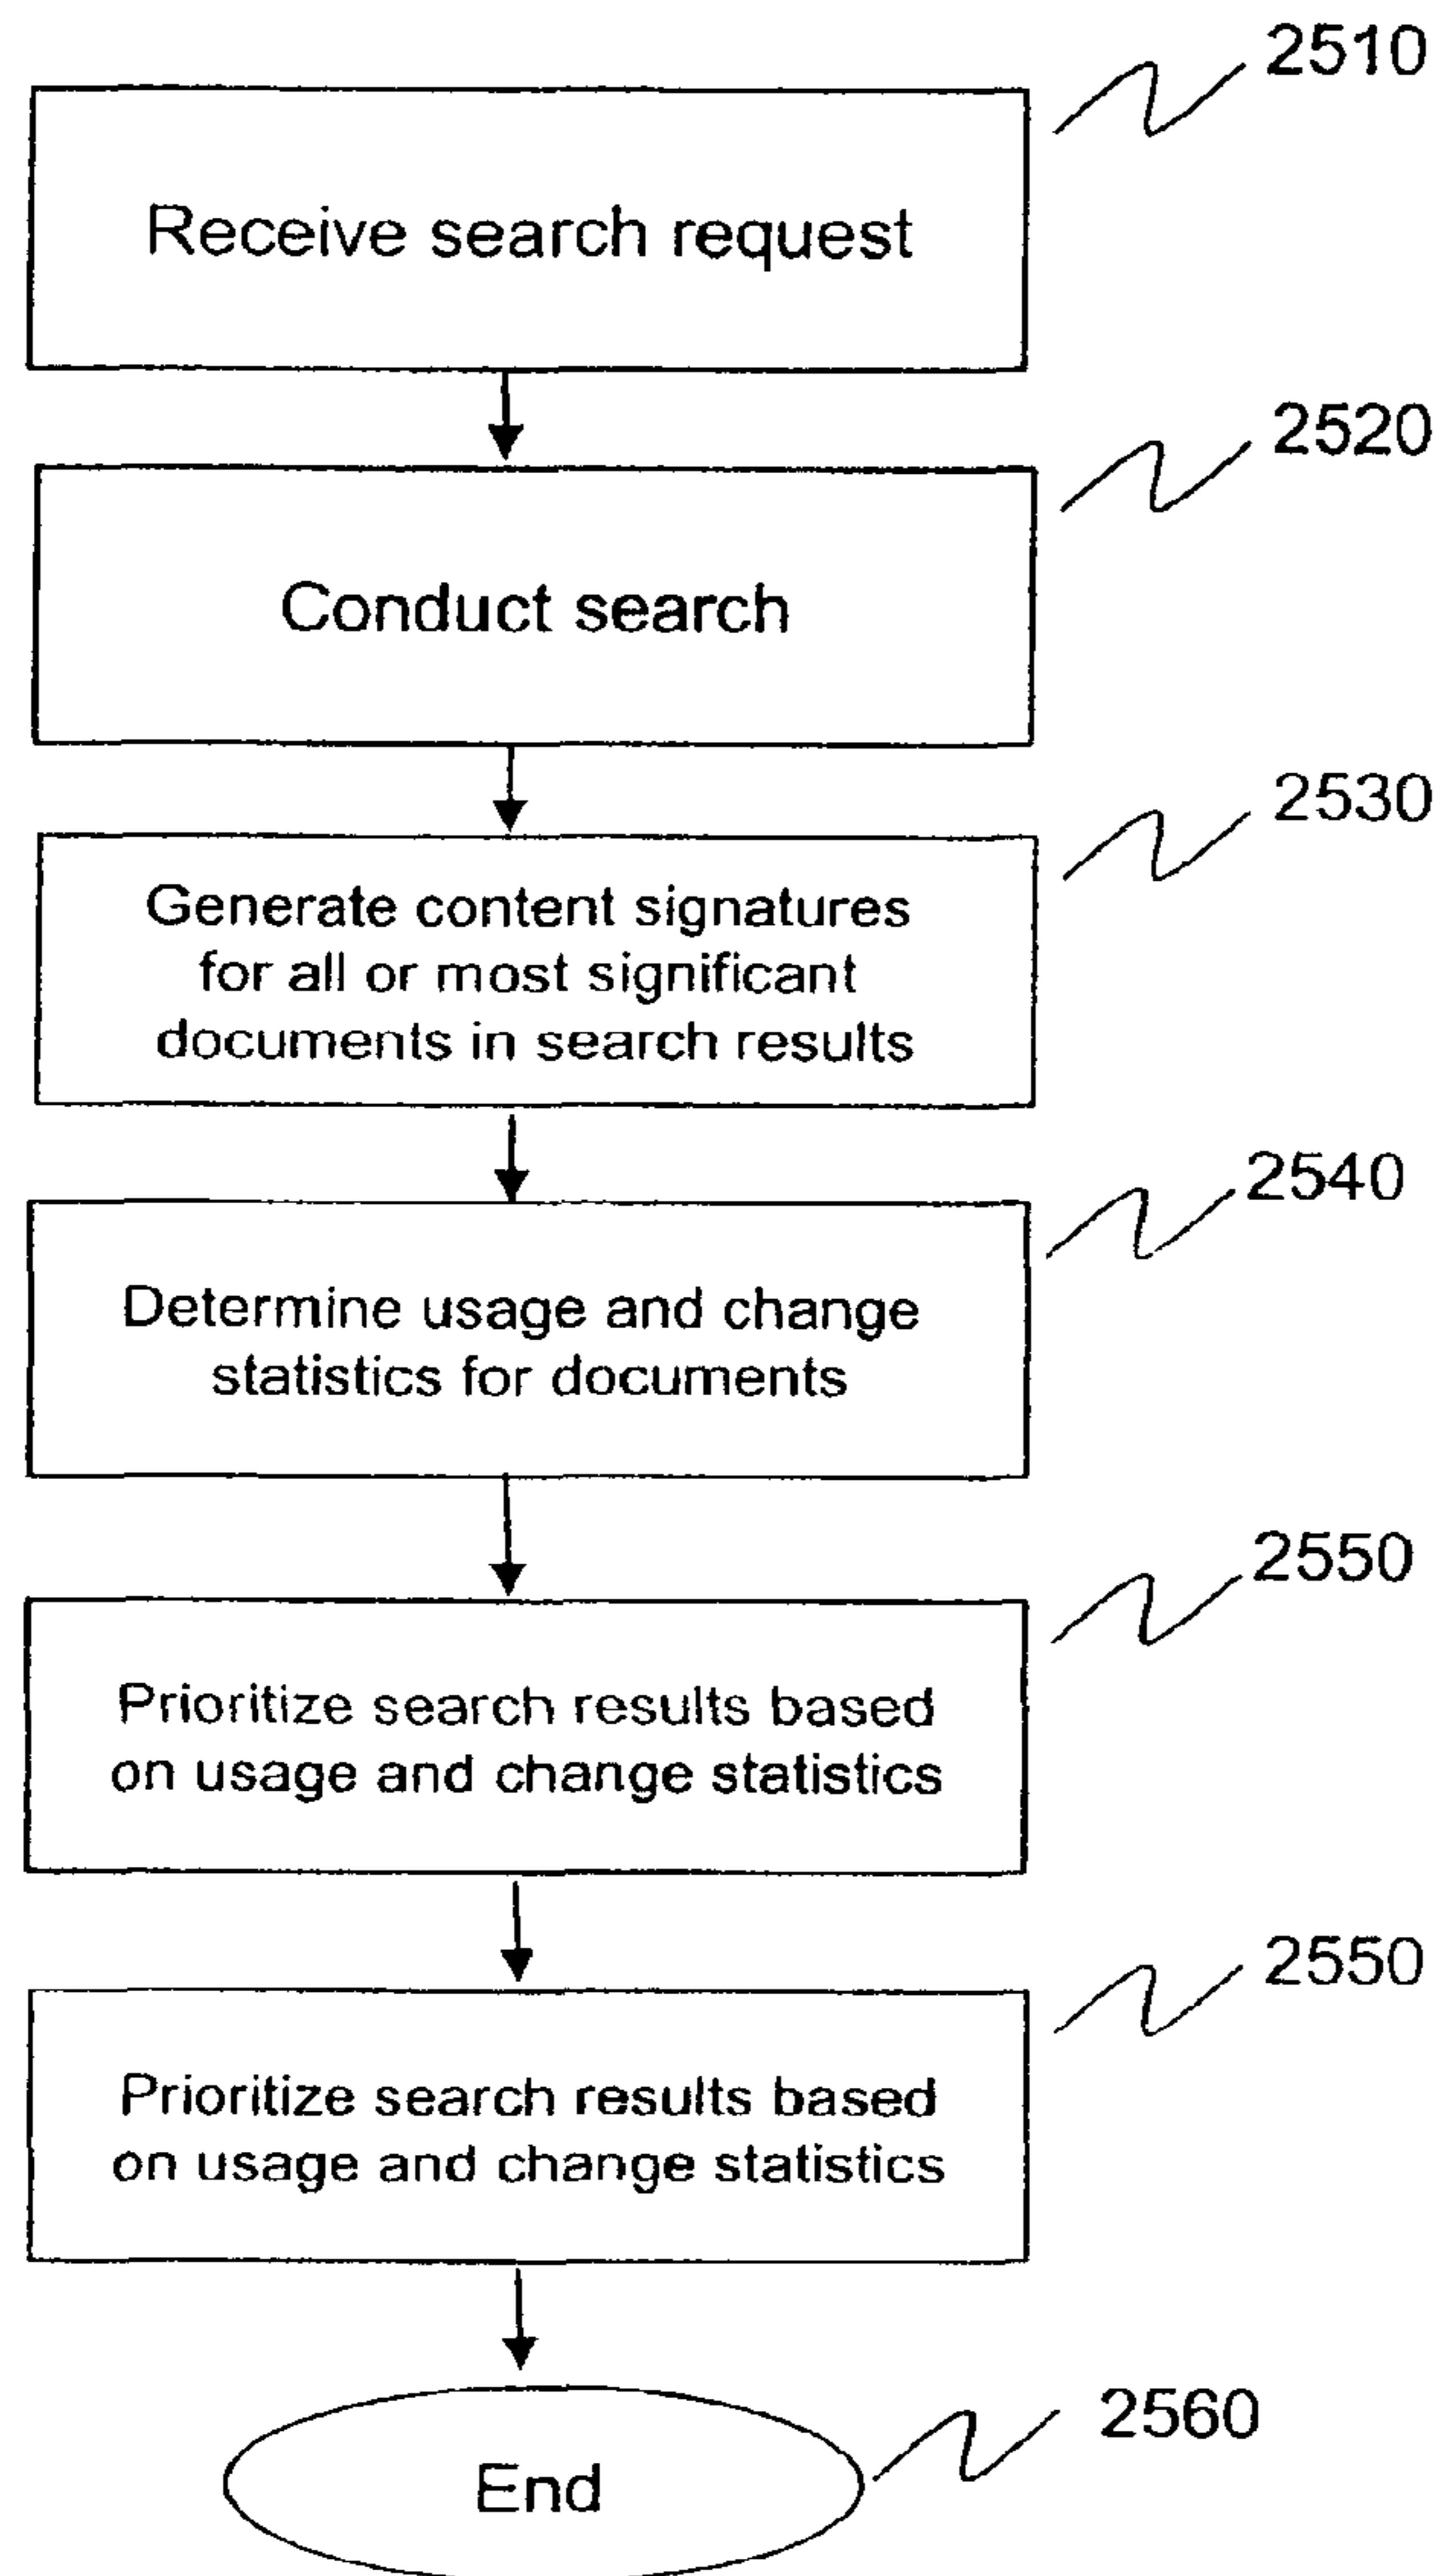 2510
Receive search request
2520
Conduct search
2530
Generate content signatures
for all or most significant
documents in search results
2540
Determine usage and change
statistics for documents
2550
Prioritize search results based
on usage and change statistics
2550
Prioritize search results based
on usage and change statistics
2560
End